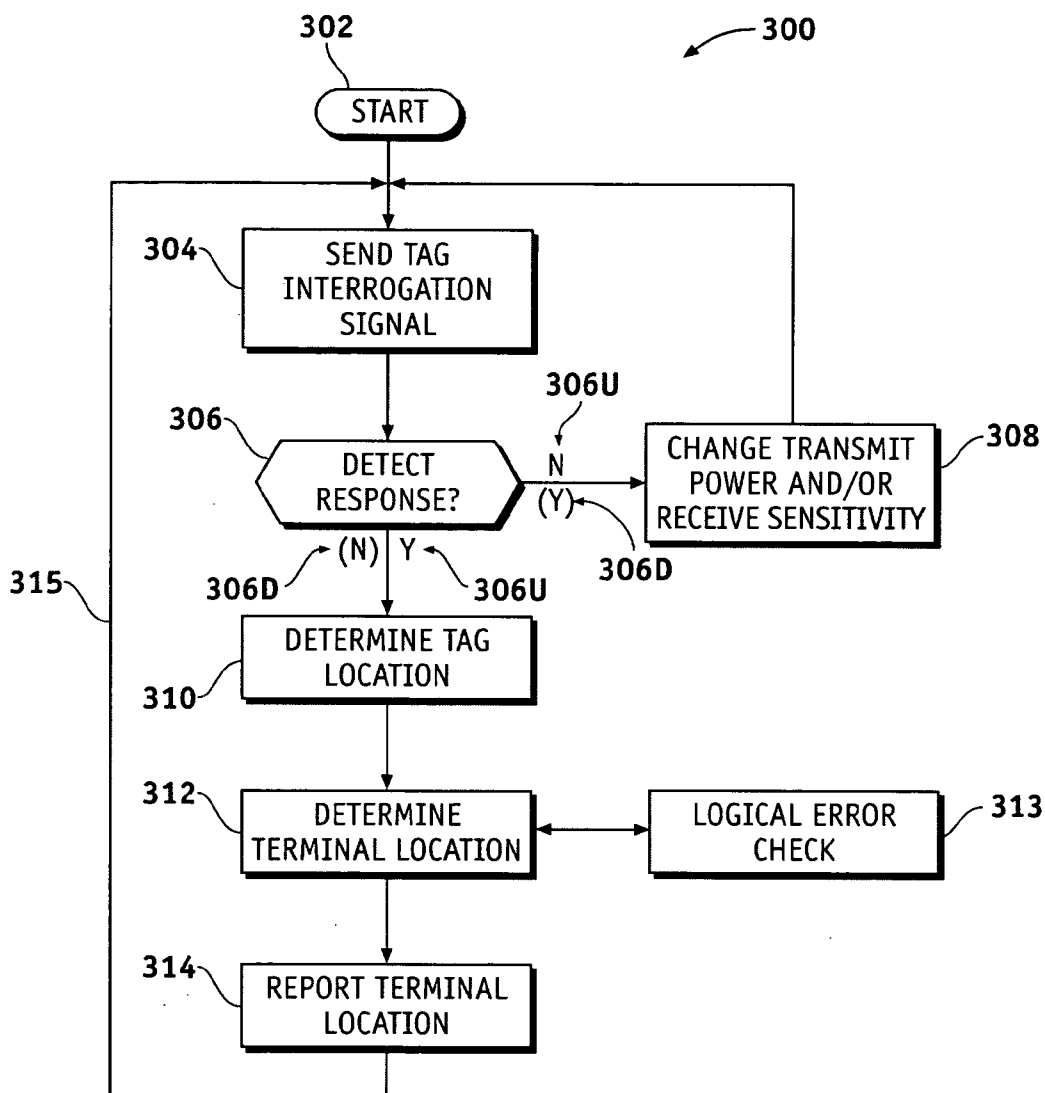 302
300
START
304
SEND TAG
INTERROGATION
SIGNAL
306U
306
DETECT
RESPONSE?
N
(Y)
CHANGE TRANSMIT
POWER AND/OR
RECEIVE SENSITIVITY
308
306D
(N) Y
306D
306U
315
DETERMINE TAG
LOCATION
310
312
DETERMINE
TERMINAL LOCATION
LOGICAL ERROR
CHECK
313
314
REPORT TERMINAL
LOCATION